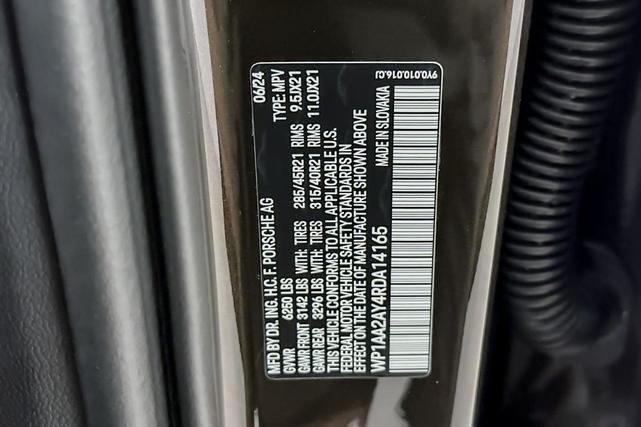 MFD BY DR. ING. H.C. F. PORSCHE AG 06/24
GVWR 6250 LBS TYPE: MPV
GAWR FRONT 3142 LBS WITH: TIRES 285/45R21 RIMS 9.5JX21
GAWR REAR 3296 LBS WITH: TIRES 315/40R21 RIMS 11.0JX21
THIS VEHICLE CONFORMS TO ALL APPLICABLE U.S.
FEDERAL MOTOR VEHICLE SAFETY STANDARDS IN
EFFECT ON THE DATE OF MANUFACTURE SHOWN ABOVE
WP1AA2AY4RDA14165 MADE IN SLOVAKIA
9Y0.010.016.CJ